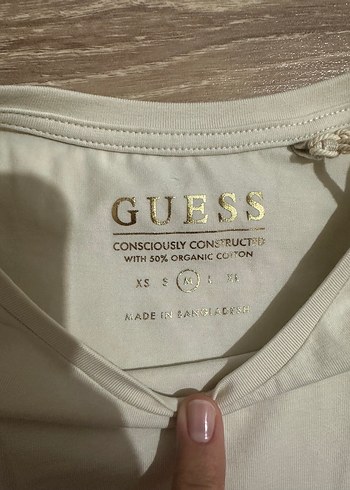 GUESS
CONSCIOUSLY CONSTRUCTED
WITH 50% ORGANIC COTTON
XS S M L XL
MADE IN BANGLADESH